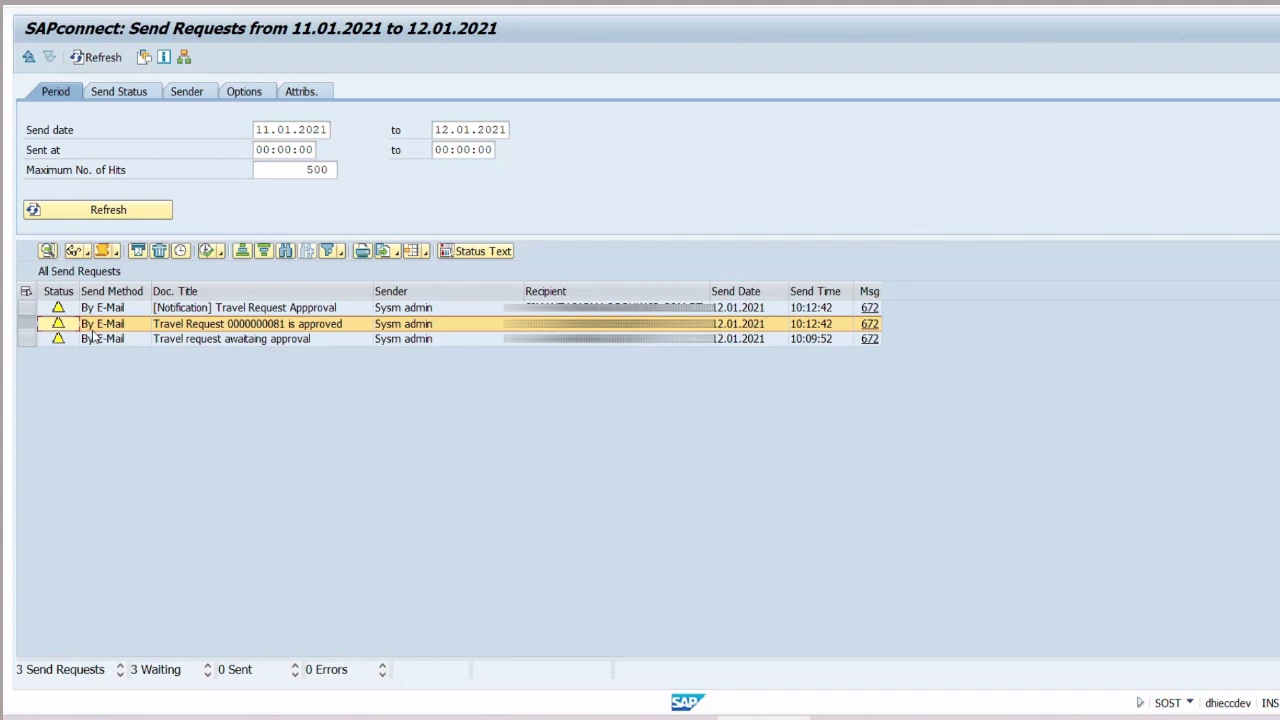 SAPconnect: Send Requests from 11.01.2021 to 12.01.2021
Refresh
Period Send Status Sender Options Attribs.
Send date 11.01.2021 to 12.01.2021
Sent at 00:00:00 to 00:00:00
Maximum No. of Hits 500
Refresh
Status Text
All Send Requests
Status Send Method Doc. Title Sender Recipient Send Date Send Time Msg
By E-Mail [Notification] Travel Request Appproval Sysm admin 12.01.2021 10:12:42 672
By E-Mail Travel Request 0000000081 is approved Sysm admin 12.01.2021 10:12:42 672
By E-Mail Travel request awaitaing approval Sysm admin 12.01.2021 10:09:52 672
3 Send Requests 3 Waiting 0 Sent 0 Errors
SAP
SOST dhieccdev INS